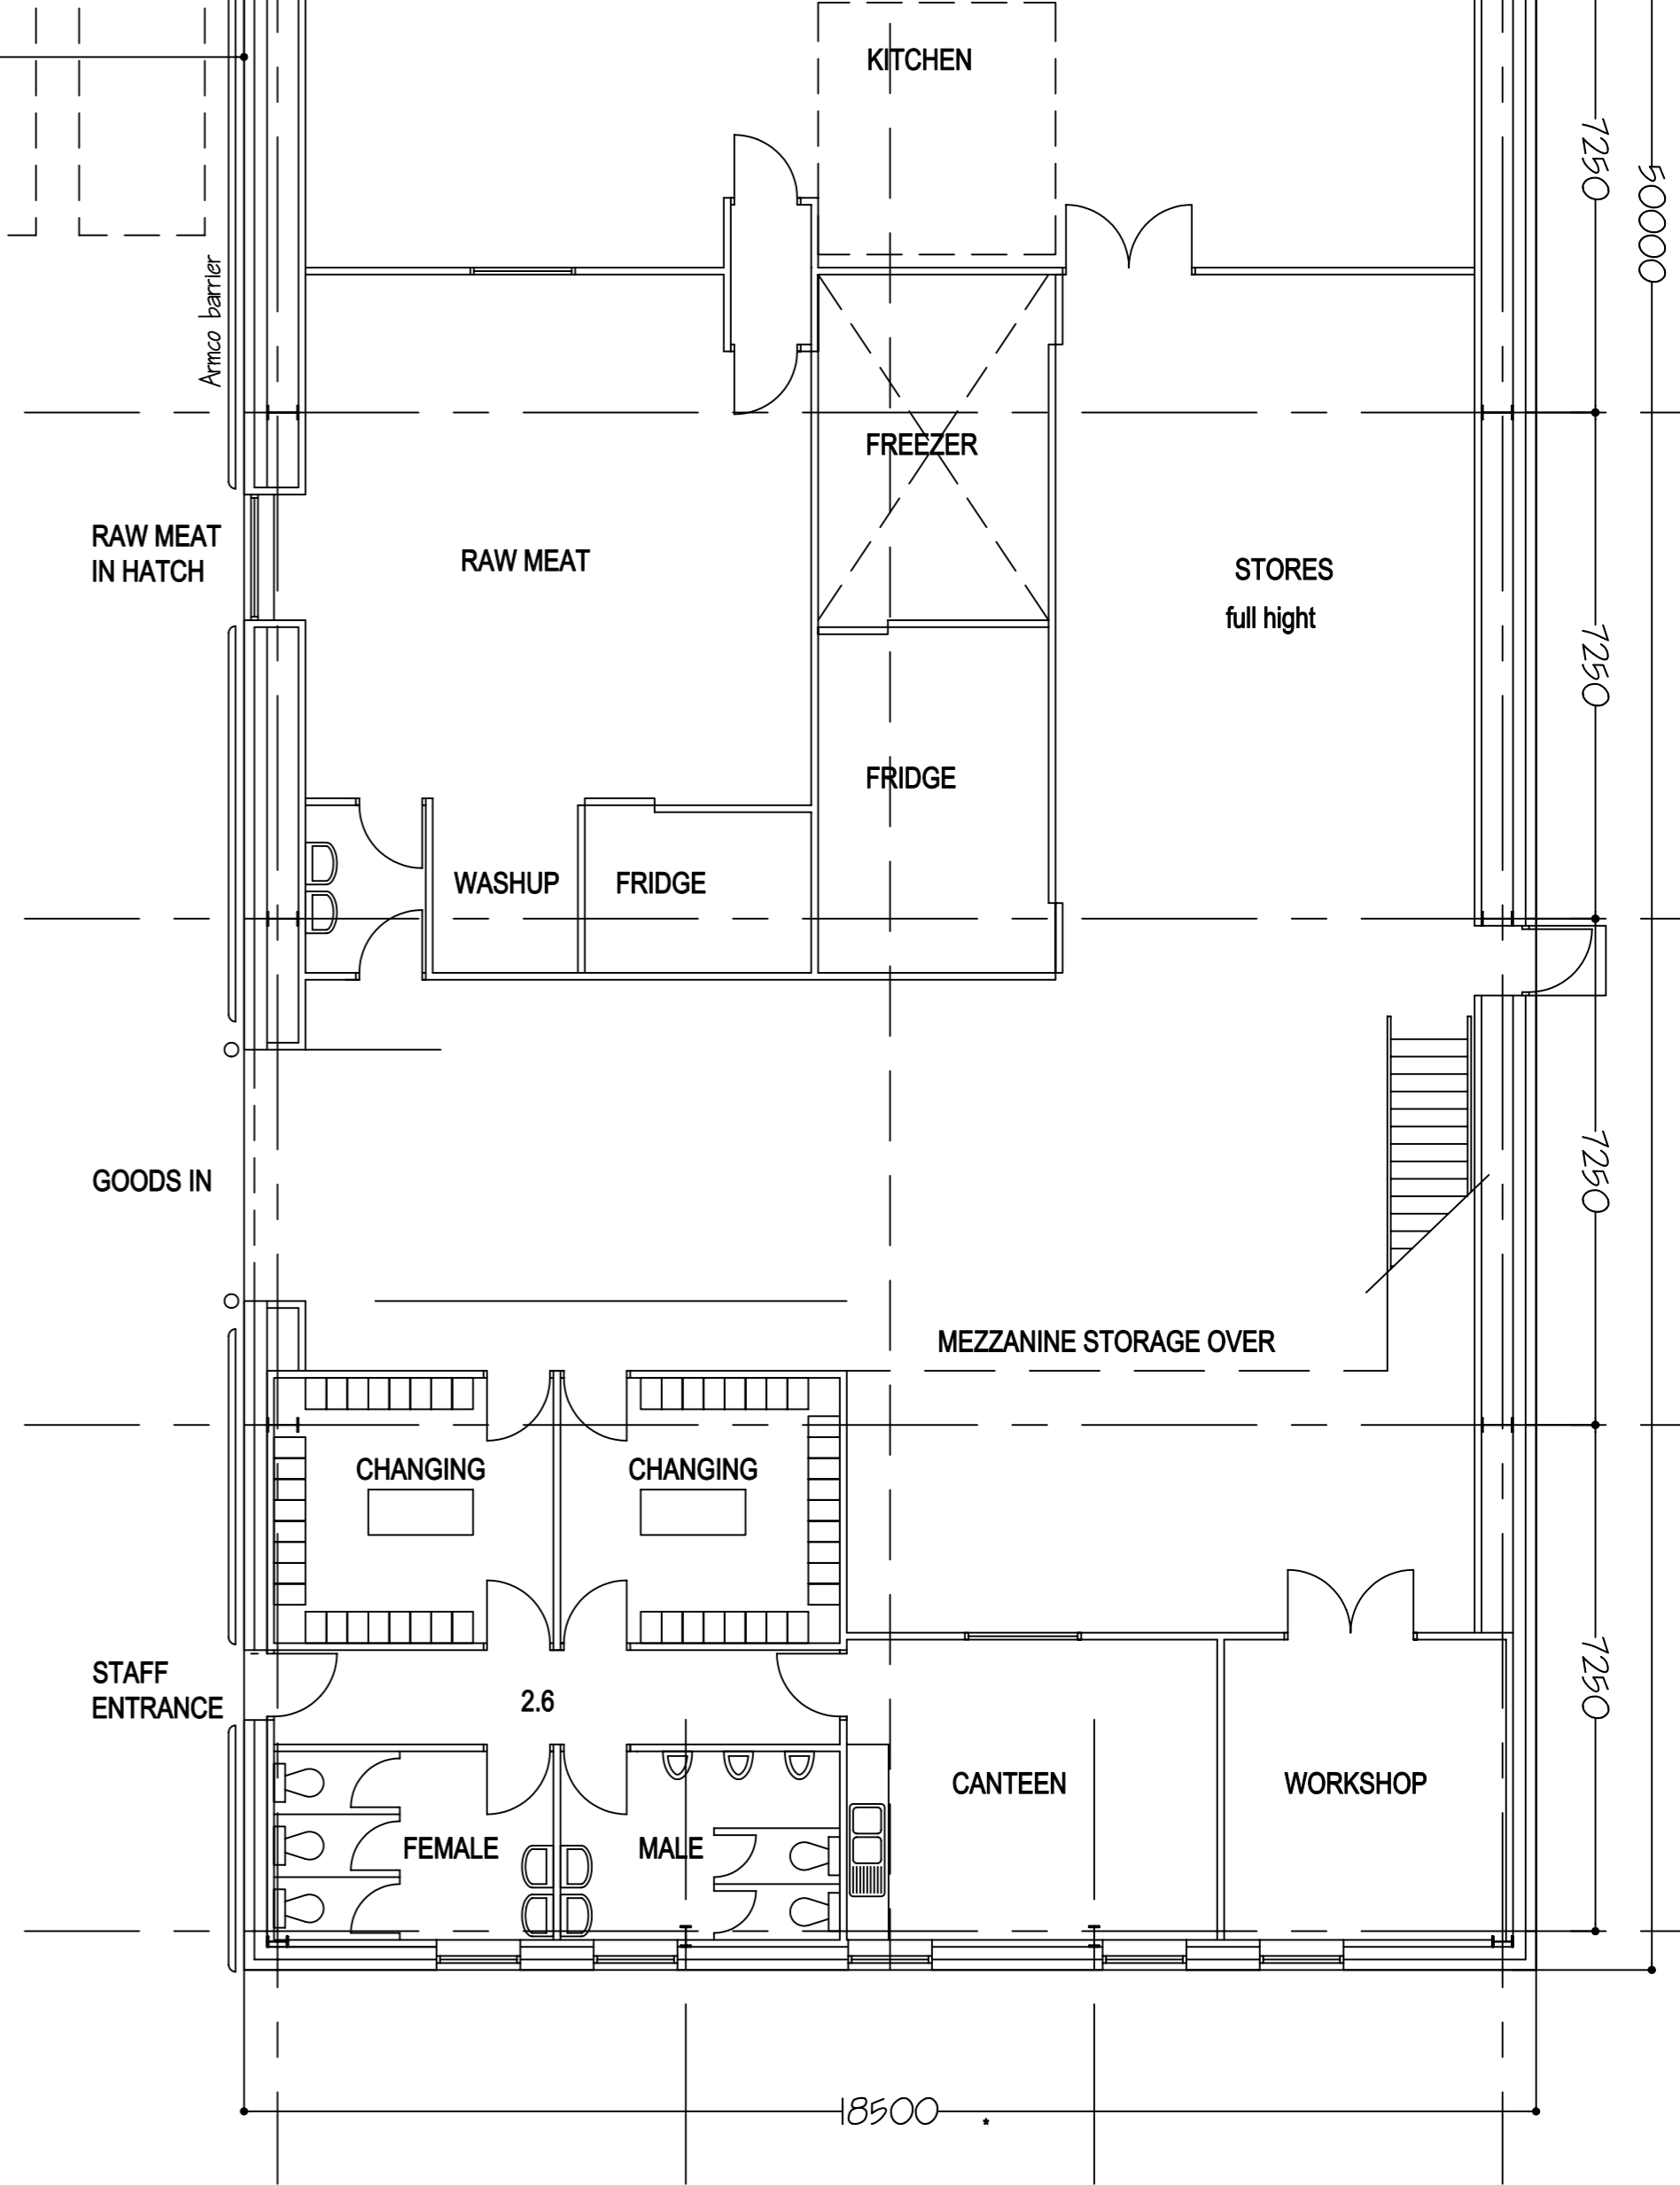 KITCHEN
7250
50000
Armco barrier
FREEZER
RAW MEAT
IN HATCH
RAW MEAT
STORES
full hight
7250
FRIDGE
WASHUP
FRIDGE
GOODS IN
7250
MEZZANINE STORAGE OVER
CHANGING
CHANGING
STAFF
ENTRANCE
2.6
7250
CANTEEN
WORKSHOP
FEMALE
MALE
18500
*